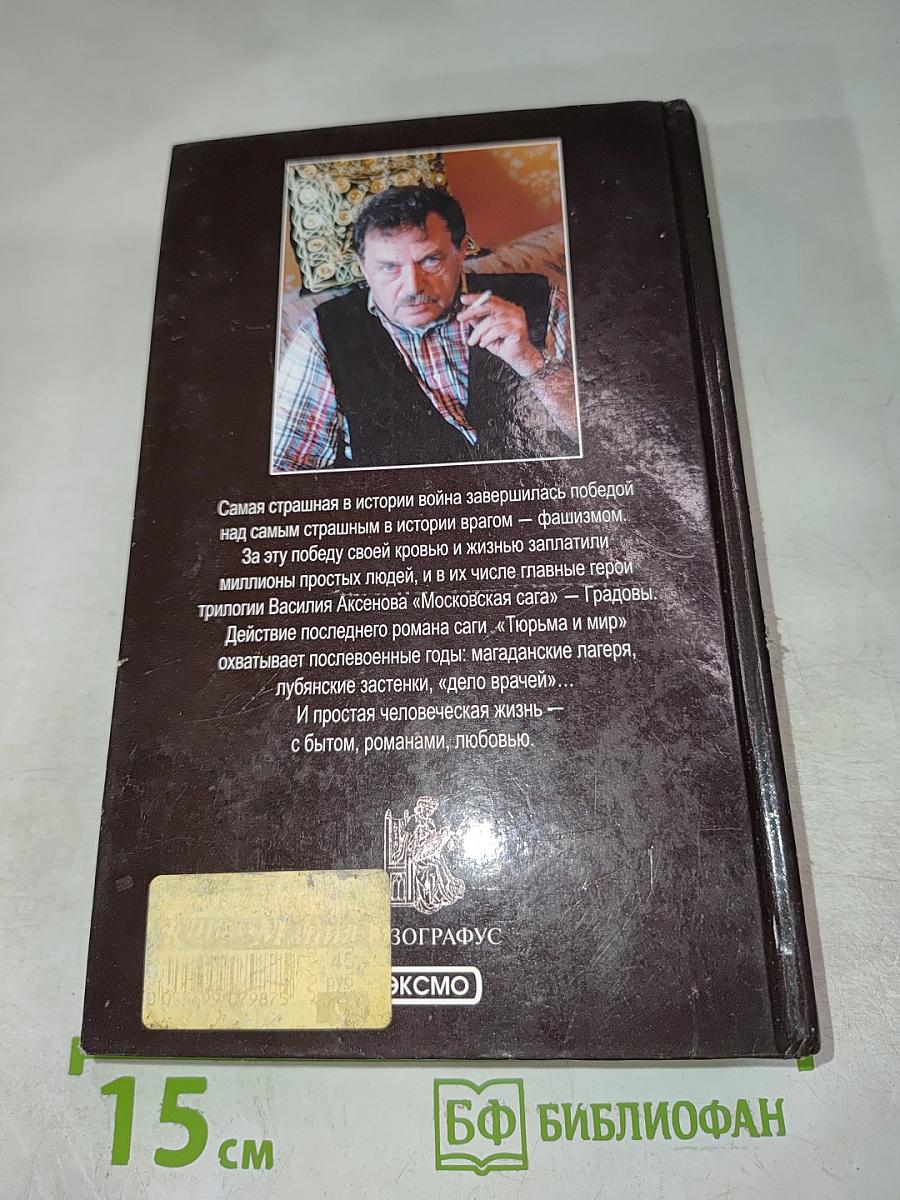 Самая страшная в истории война завершилась победой
над самым страшным в истории врагом — фашизмом.
За эту победу своей кровью и жизнью заплатили
миллионы простых людей, и в их числе главные герои
трилогии Василия Аксенова «Московская сага» — Градовы.
Действие последнего романа саги «Тюрьма и мир»
охватывает послевоенные годы: магаданские лагеря,
лубянские застенки, «дело врачей»...
И простая человеческая жизнь —
с бытом, романами, любовью.
ЗОГРАФУС
ЭКСМО
45
РУБ
15 см
БФ БИБЛИОФАН